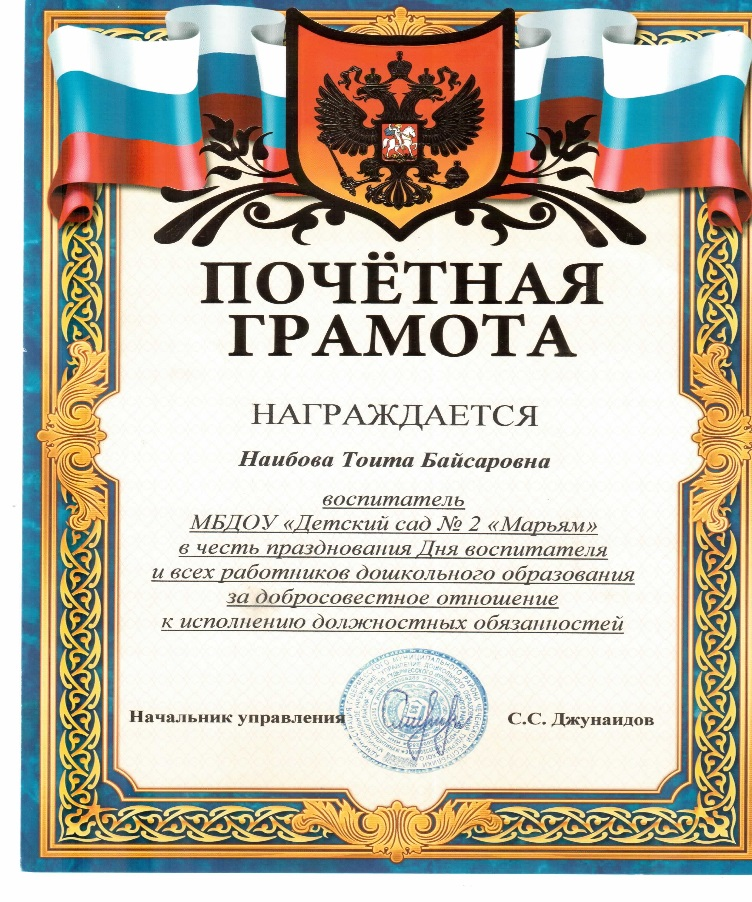 ПОЧЁТНАЯ
ГРАМОТА
НАГРАЖДАЕТСЯ
Наибова Тоита Байсаровна
воспитатель
МБДОУ «Детский сад № 2 «Марьям»
в честь празднования Дня воспитателя
и всех работников дошкольного образования
за добросовестное отношение
к исполнению должностных обязанностей
Начальник управления
С.С. Джунаидов